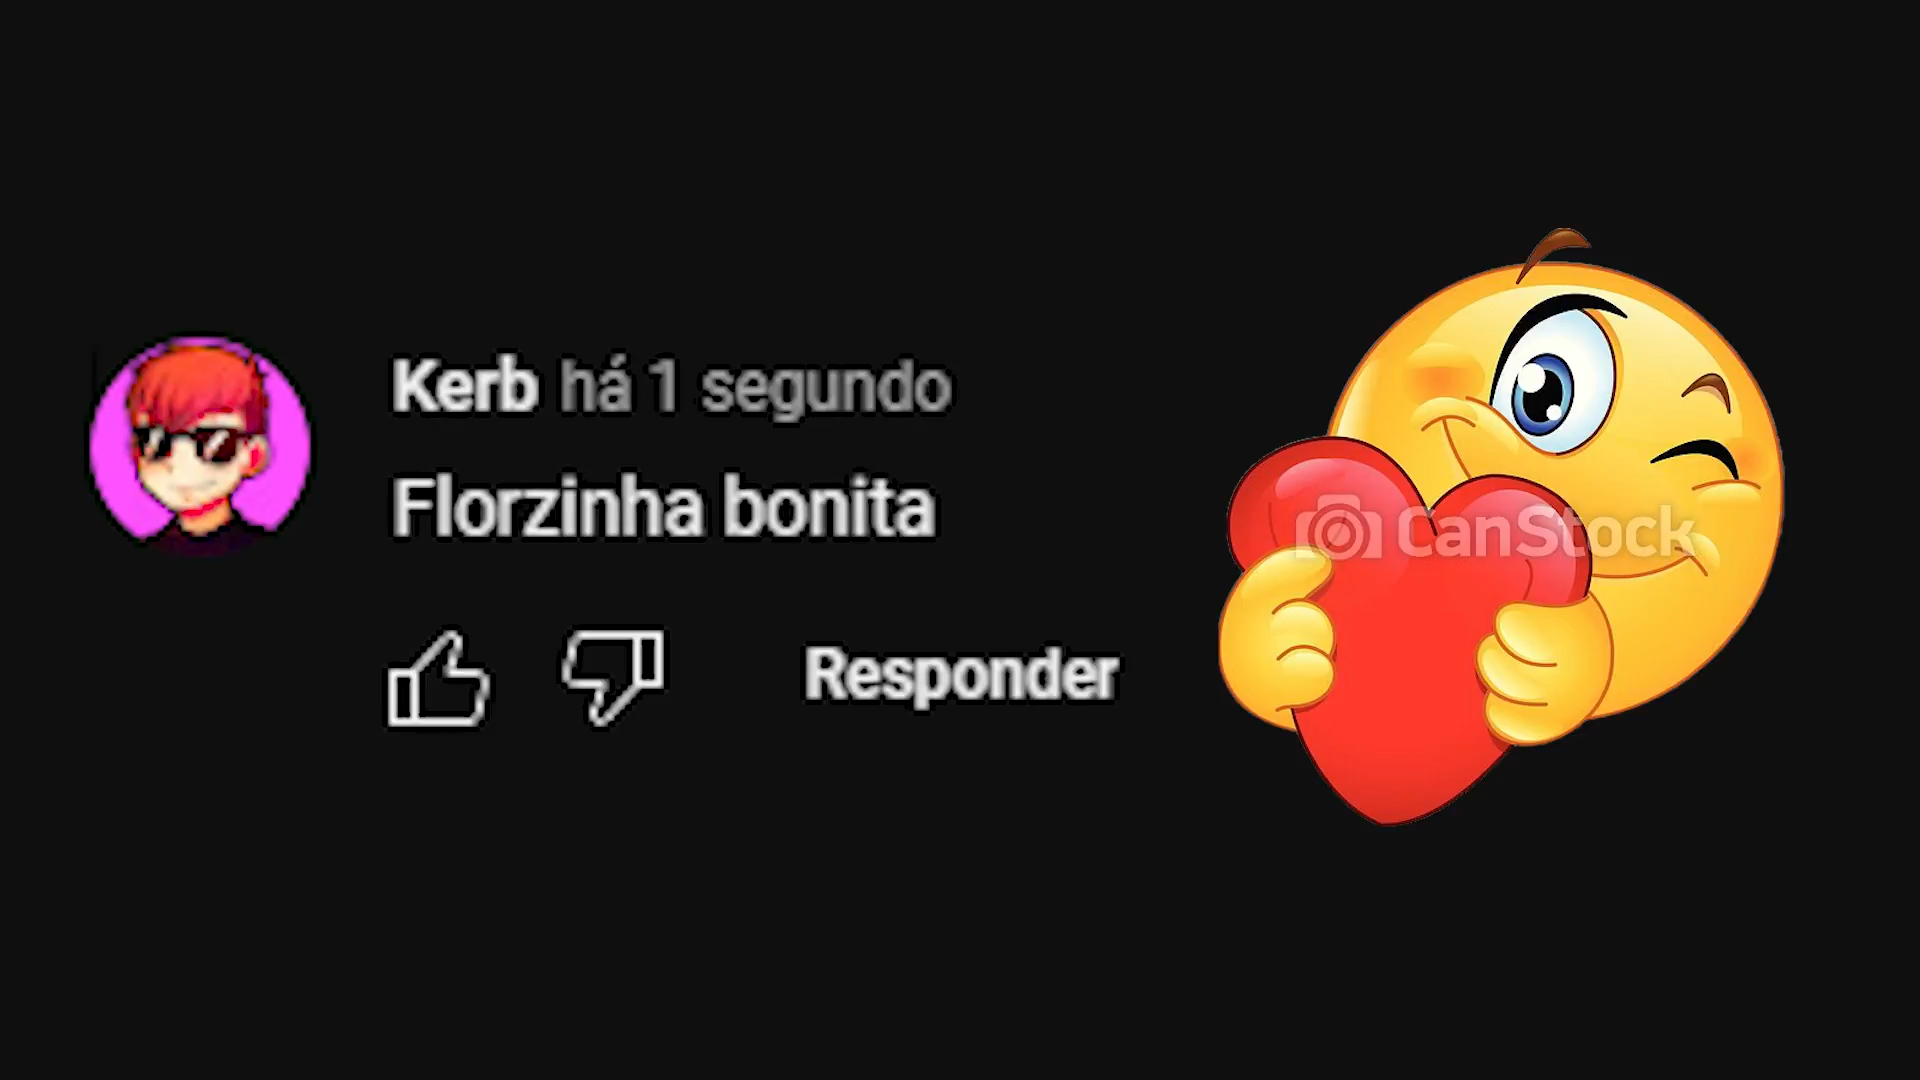 Kerb há 1 segundo
Florzinha bonita
Responder
CanStock